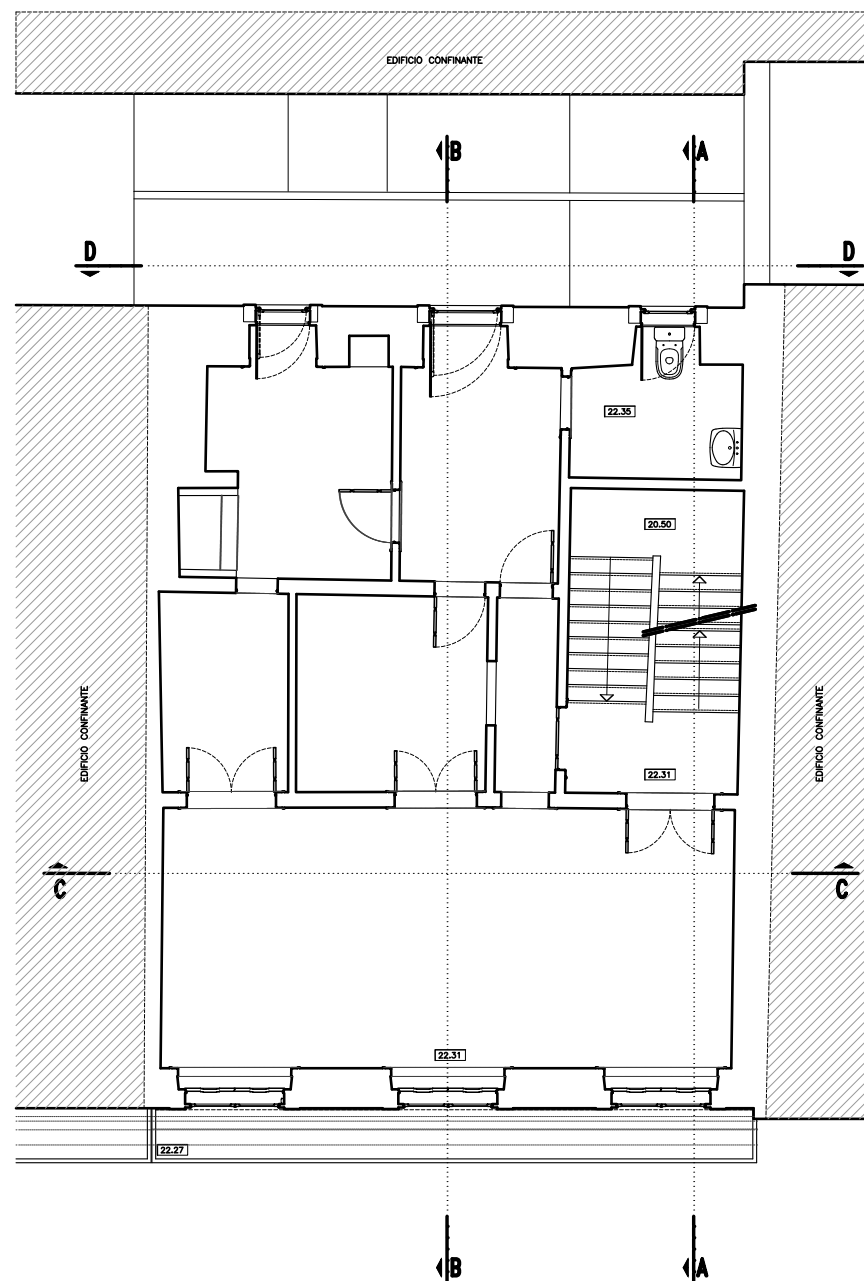 EDIFICIO CONFINANTE
B
A
D
D
22.35
20.50
EDIFICIO CONFINANTE
EDIFICIO CONFINANTE
22.31
C
C
22.31
22.27
B
A